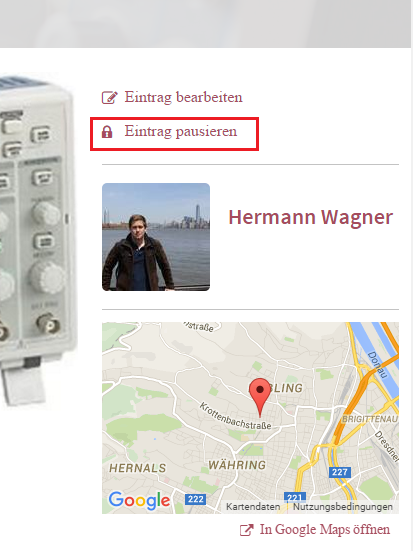 Eintrag bearbeiten
Eintrag pausieren
Hermann Wagner
straße
BLING
Krottenbachstraße
Donau
BRIGITTENAU
Dresdner
HERNALS
WÄHRING
227
222
221
Google
Kartendaten
Nutzungsbedingungen
In Google Maps öffnen